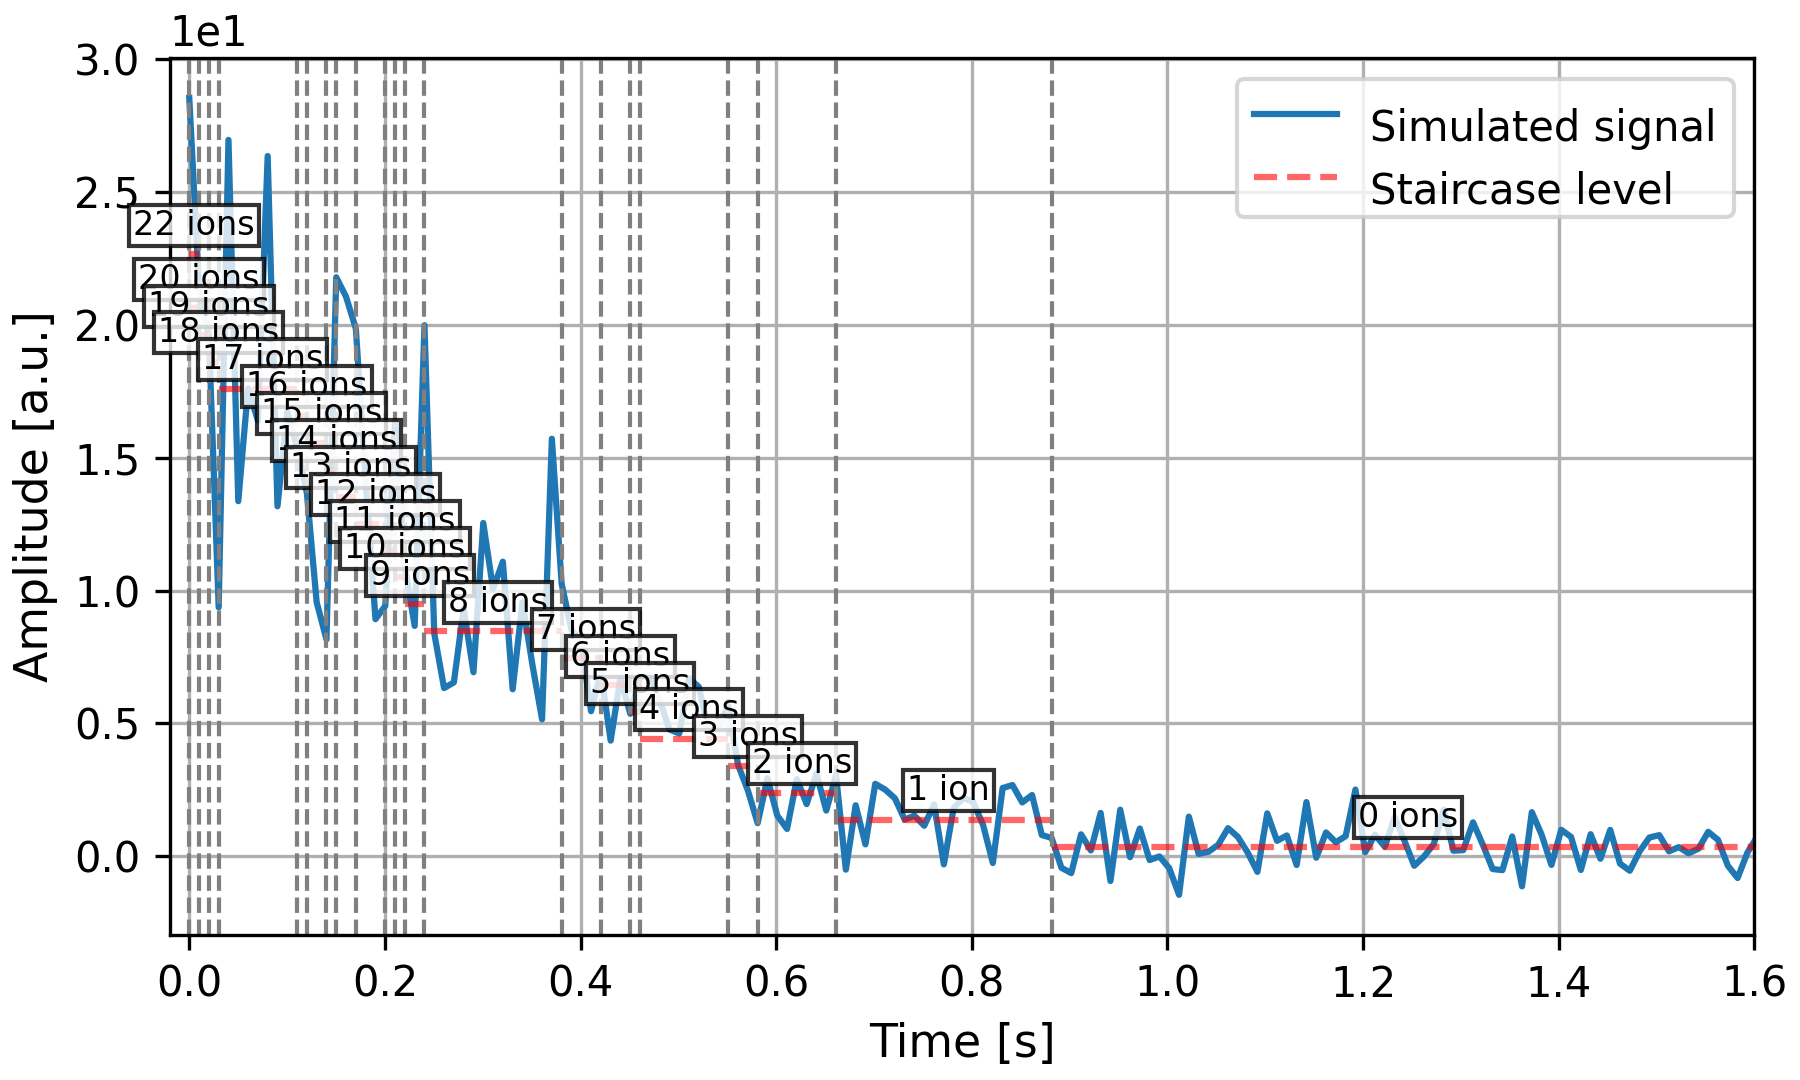 1e1
3.0
2.5
2.0
1.5
1.0
0.5
0.0
Amplitude [a.u.]
Simulated signal
Staircase level
22 ions
20 ions
19 ions
18 ions
17 ions
16 ions
15 ions
14 ions
13 ions
12 ions
11 ions
10 ions
9 ions
8 ions
7 ions
6 ions
5 ions
4 ions
3 ions
2 ions
1 ion
0 ions
0.0 0.2 0.4 0.6 0.8 1.0 1.2 1.4 1.6
Time [s]